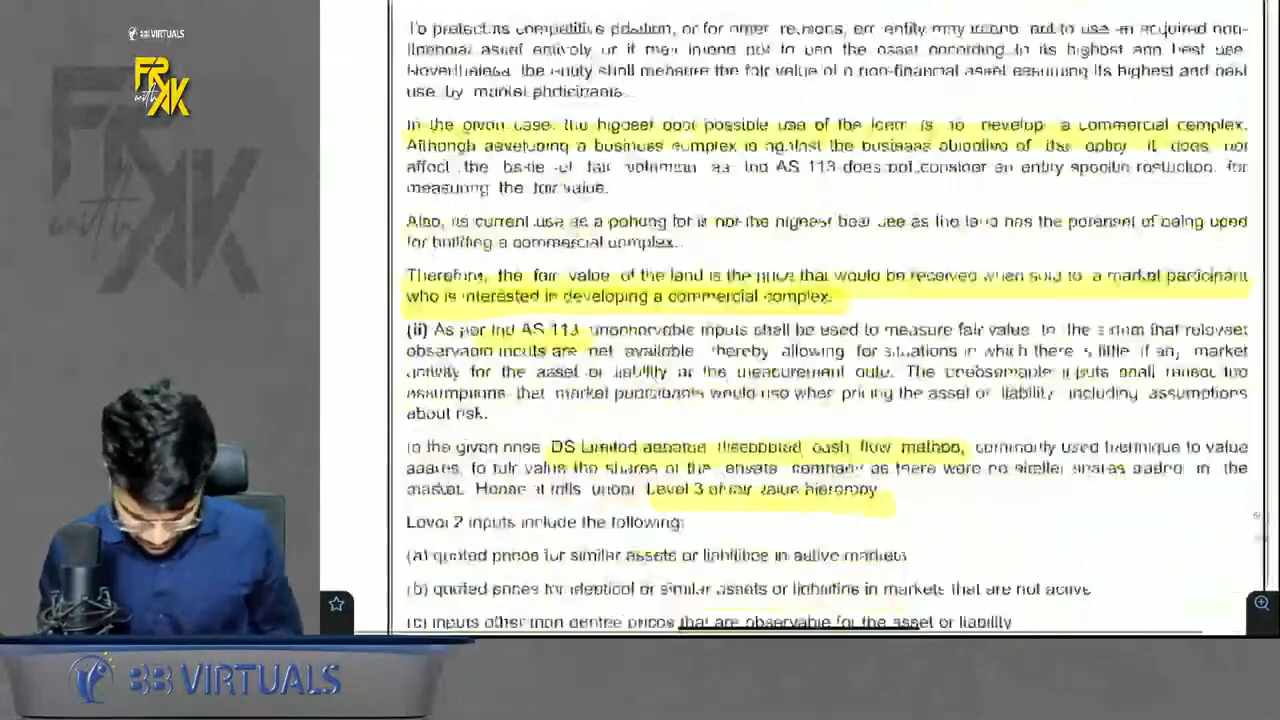 BB VIRTUALS
FR
with
KK
To protect its competitive position, or for other reasons, an entity may intend not to use an acquired non-
financial asset actively or it may intend not to use the asset according to its highest and best use.
Nevertheless, the entity shall measure the fair value of a non-financial asset assuming its highest and best
use by market participants.
In the given case, the highest best possible use of the land is to develop a commercial complex.
Although developing a business complex is against the business objective of the entity, it does not
affect the basis of fair valuation as Ind AS 113 does not consider an entity specific restriction for
measuring the fair value.
Also, its current use as a parking lot is not the highest best use as the land has the potential of being used
for building a commercial complex.
Therefore, the fair value of the land is the price that would be received when sold to a market participant
who is interested in developing a commercial complex.
(ii) As per Ind AS 113 unobservable inputs shall be used to measure fair value to the extent that relevant
observable inputs are not available thereby allowing for situations in which there is little if any market
activity for the asset or liability at the measurement date. The unobservable inputs shall reflect the
assumptions that market participants would use when pricing the asset or liability including assumptions
about risk.
In the given case DS Limited discounted cash flow method, commonly used technique to value
to fair value the shares of the private company as there were no similar shares traded in the
market. Hence it falls under Level 3 of fair value hierarchy
Level 2 inputs include the following:
(a) quoted prices for similar assets or liabilities in active markets
(b) quoted prices for identical or similar assets or liabilities in markets that are not active
(c) inputs other than quoted prices that are observable for the asset or liability
BB VIRTUALS